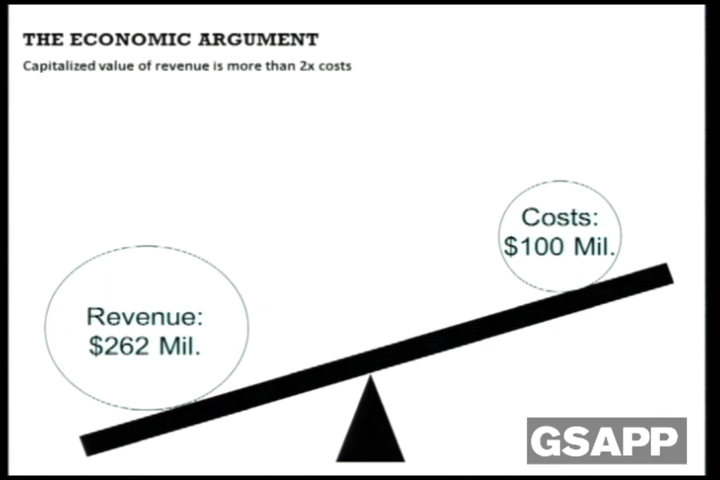 THE ECONOMIC ARGUMENT
Capitalized value of revenue is more than 2x costs
Costs:
$100 Mil.
Revenue:
$262 Mil.
GSAPP